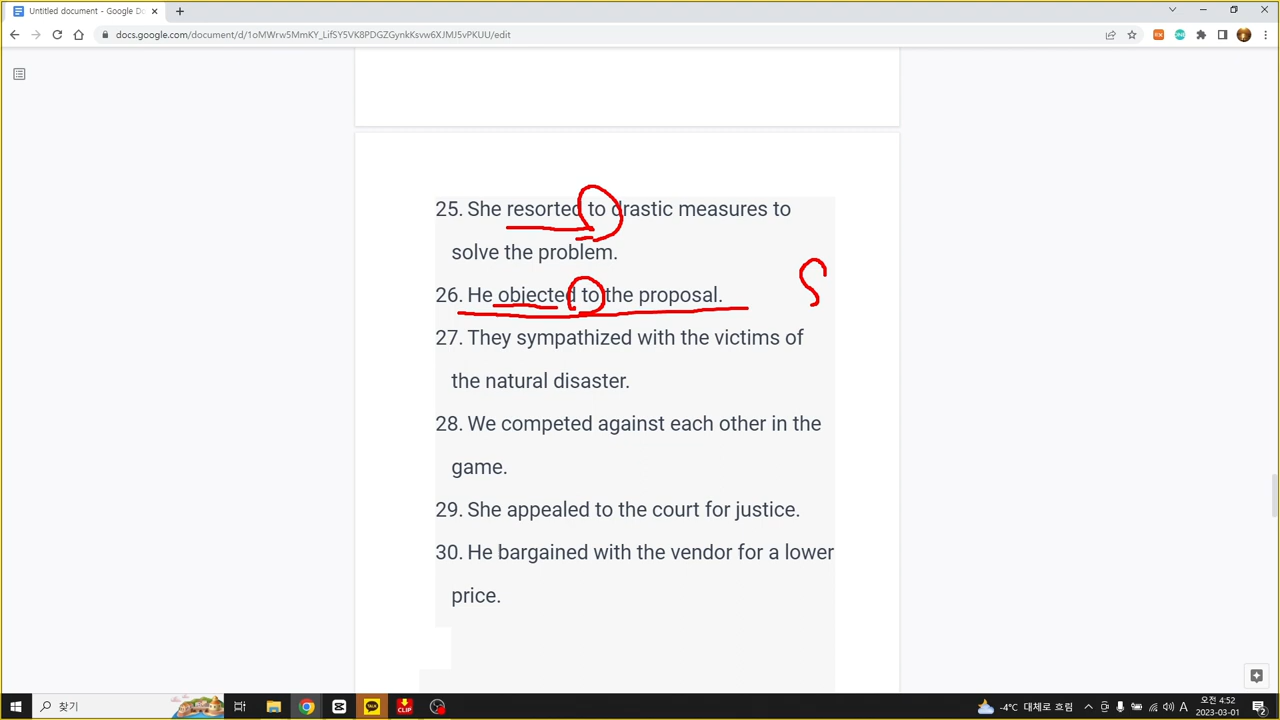 Untitled document - Google Do
docs.google.com/document/d/1oMWrw5MmKY_LifSY5VK8PDGZGynkKsvw6XJMJ5vPKUU/edit
25. She resorted to drastic measures to
solve the problem.
26. He objected to the proposal.
S
27. They sympathized with the victims of
the natural disaster.
28. We competed against each other in the
game.
29. She appealed to the court for justice.
30. He bargained with the vendor for a lower
price.
찾기
TALK
CLIP
-4°C 대체로 흐림
A
오전 4:52
2023-03-01
2